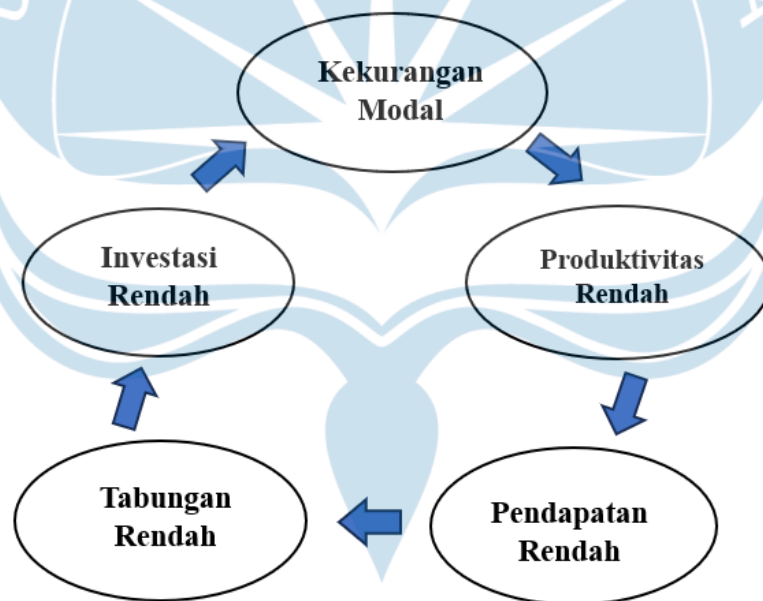 Kekurangan
Modal
Produktivitas
Rendah
Pendapatan
Rendah
Tabungan
Rendah
Investasi
Rendah